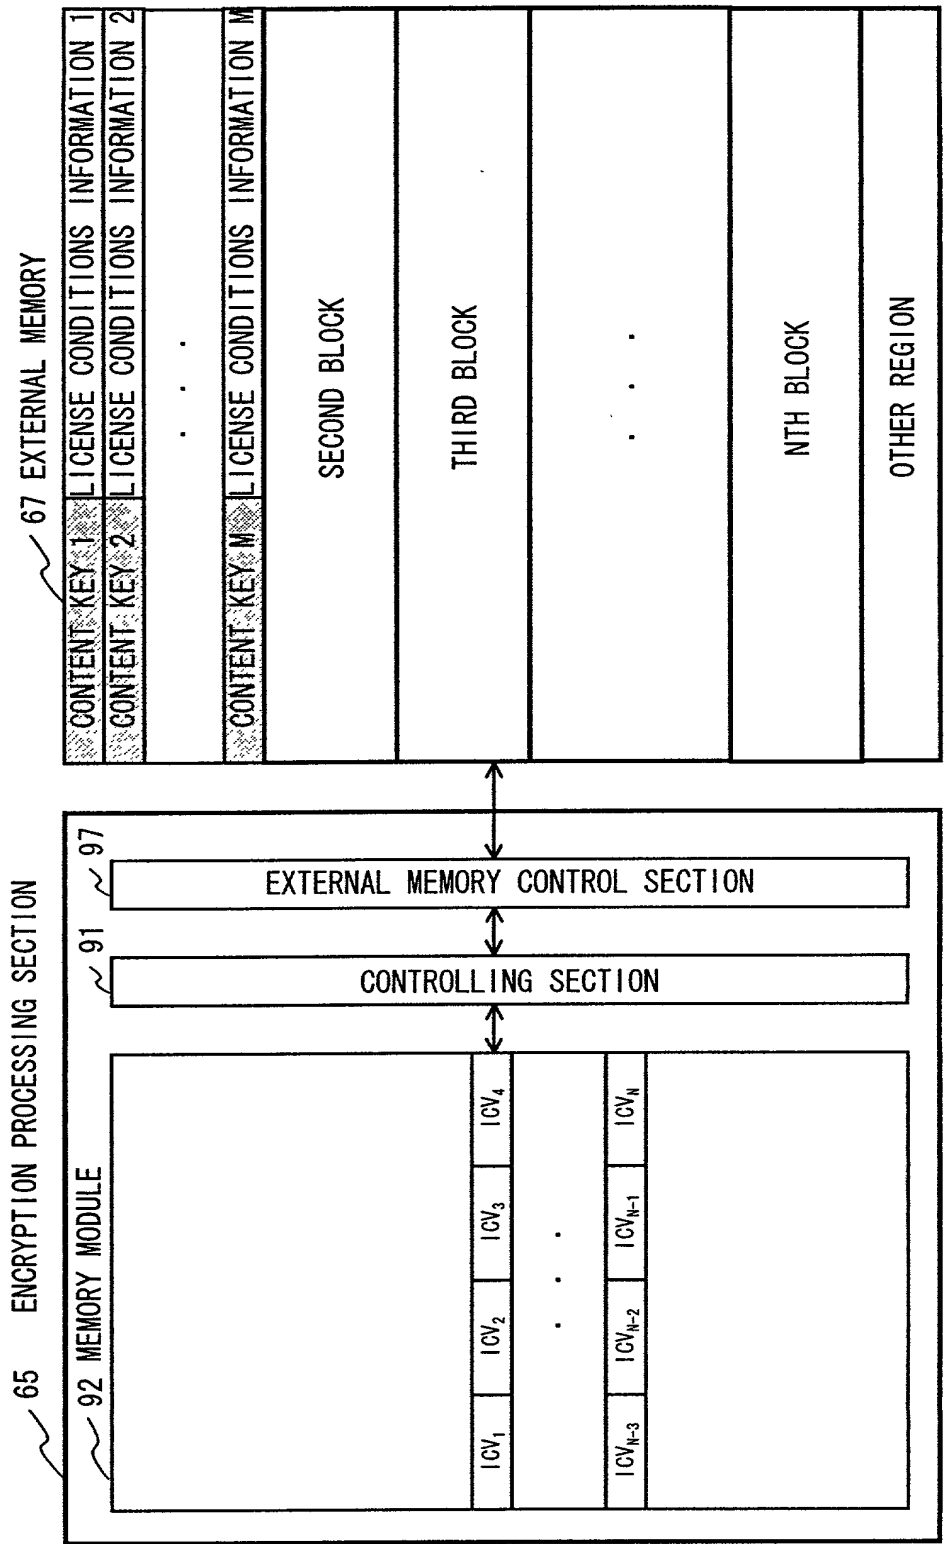 65 ENCRYPTION PROCESSING SECTION
92 MEMORY MODULE
ICV1 ICV2 ICV3 ICV4
. . .
ICVN-3 ICVN-2 ICVN-1 ICVN
91
CONTROLLING SECTION
97
EXTERNAL MEMORY CONTROL SECTION
67 EXTERNAL MEMORY
CONTENT KEY 1 LICENSE CONDITIONS INFORMATION 1
CONTENT KEY 2 LICENSE CONDITIONS INFORMATION 2
. . .
CONTENT KEY M LICENSE CONDITIONS INFORMATION M
SECOND BLOCK
THIRD BLOCK
. . .
NTH BLOCK
OTHER REGION